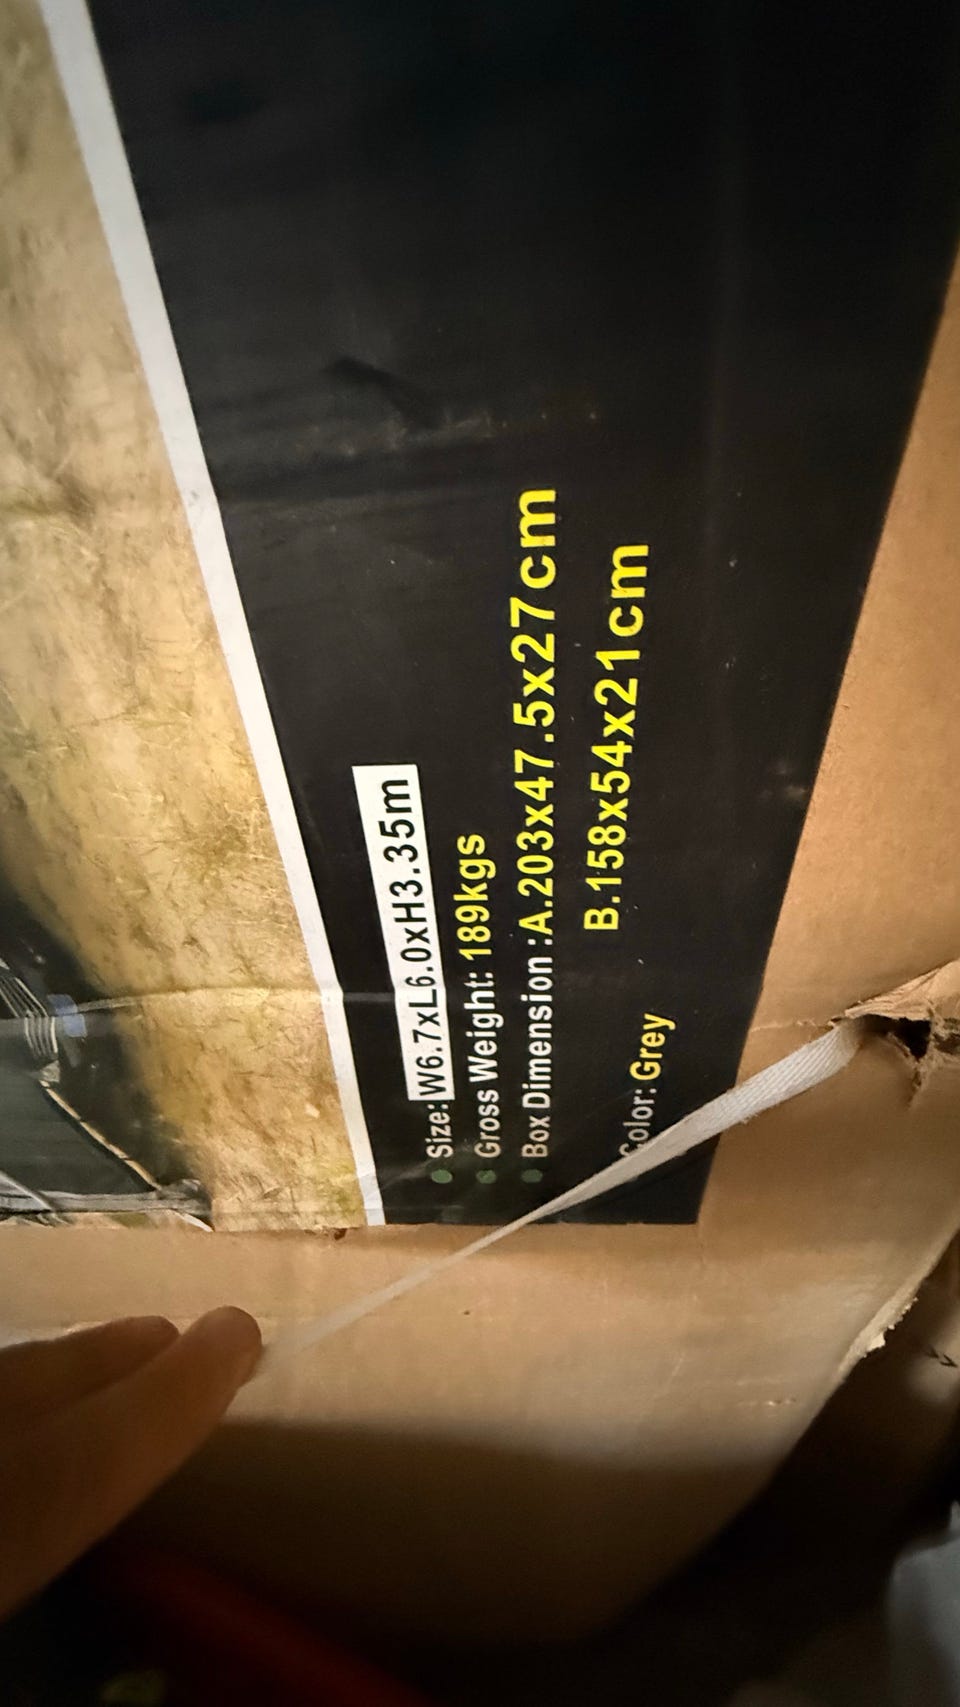 Size: W6.7xL6.0xH3.35m
Gross Weight: 189kgs
Box Dimension :A.203x47.5x27cm
B.158x54x21cm
Color: Grey